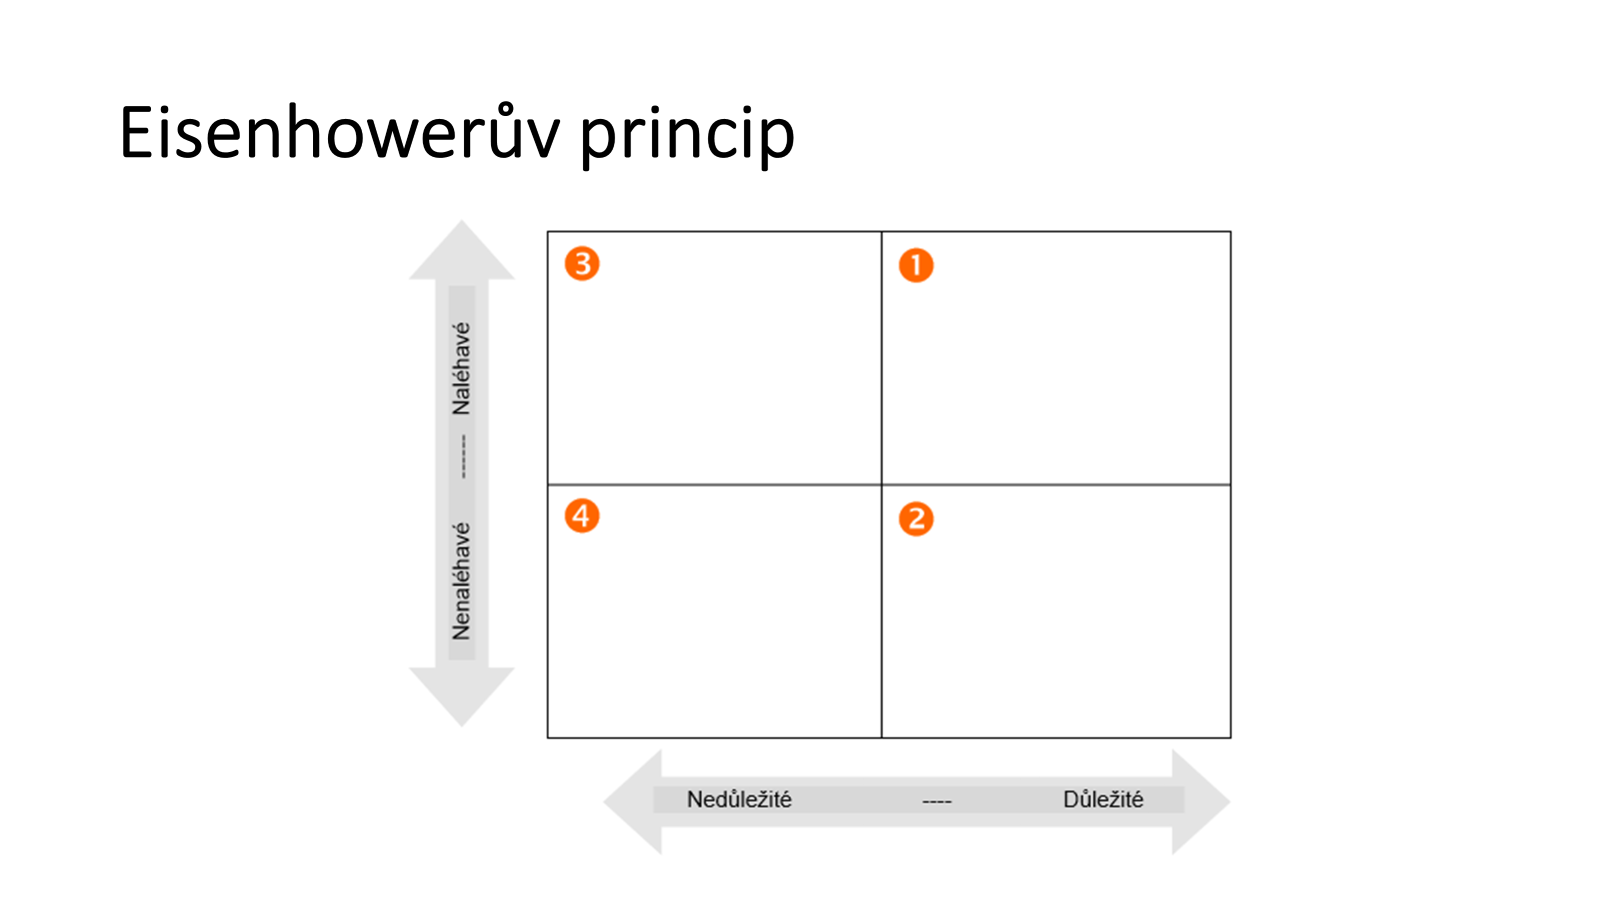 Eisenhowerův princip
3
1
Nenaléhavé ------ Naléhavé
4
2
Nedůležité ---- Důležité